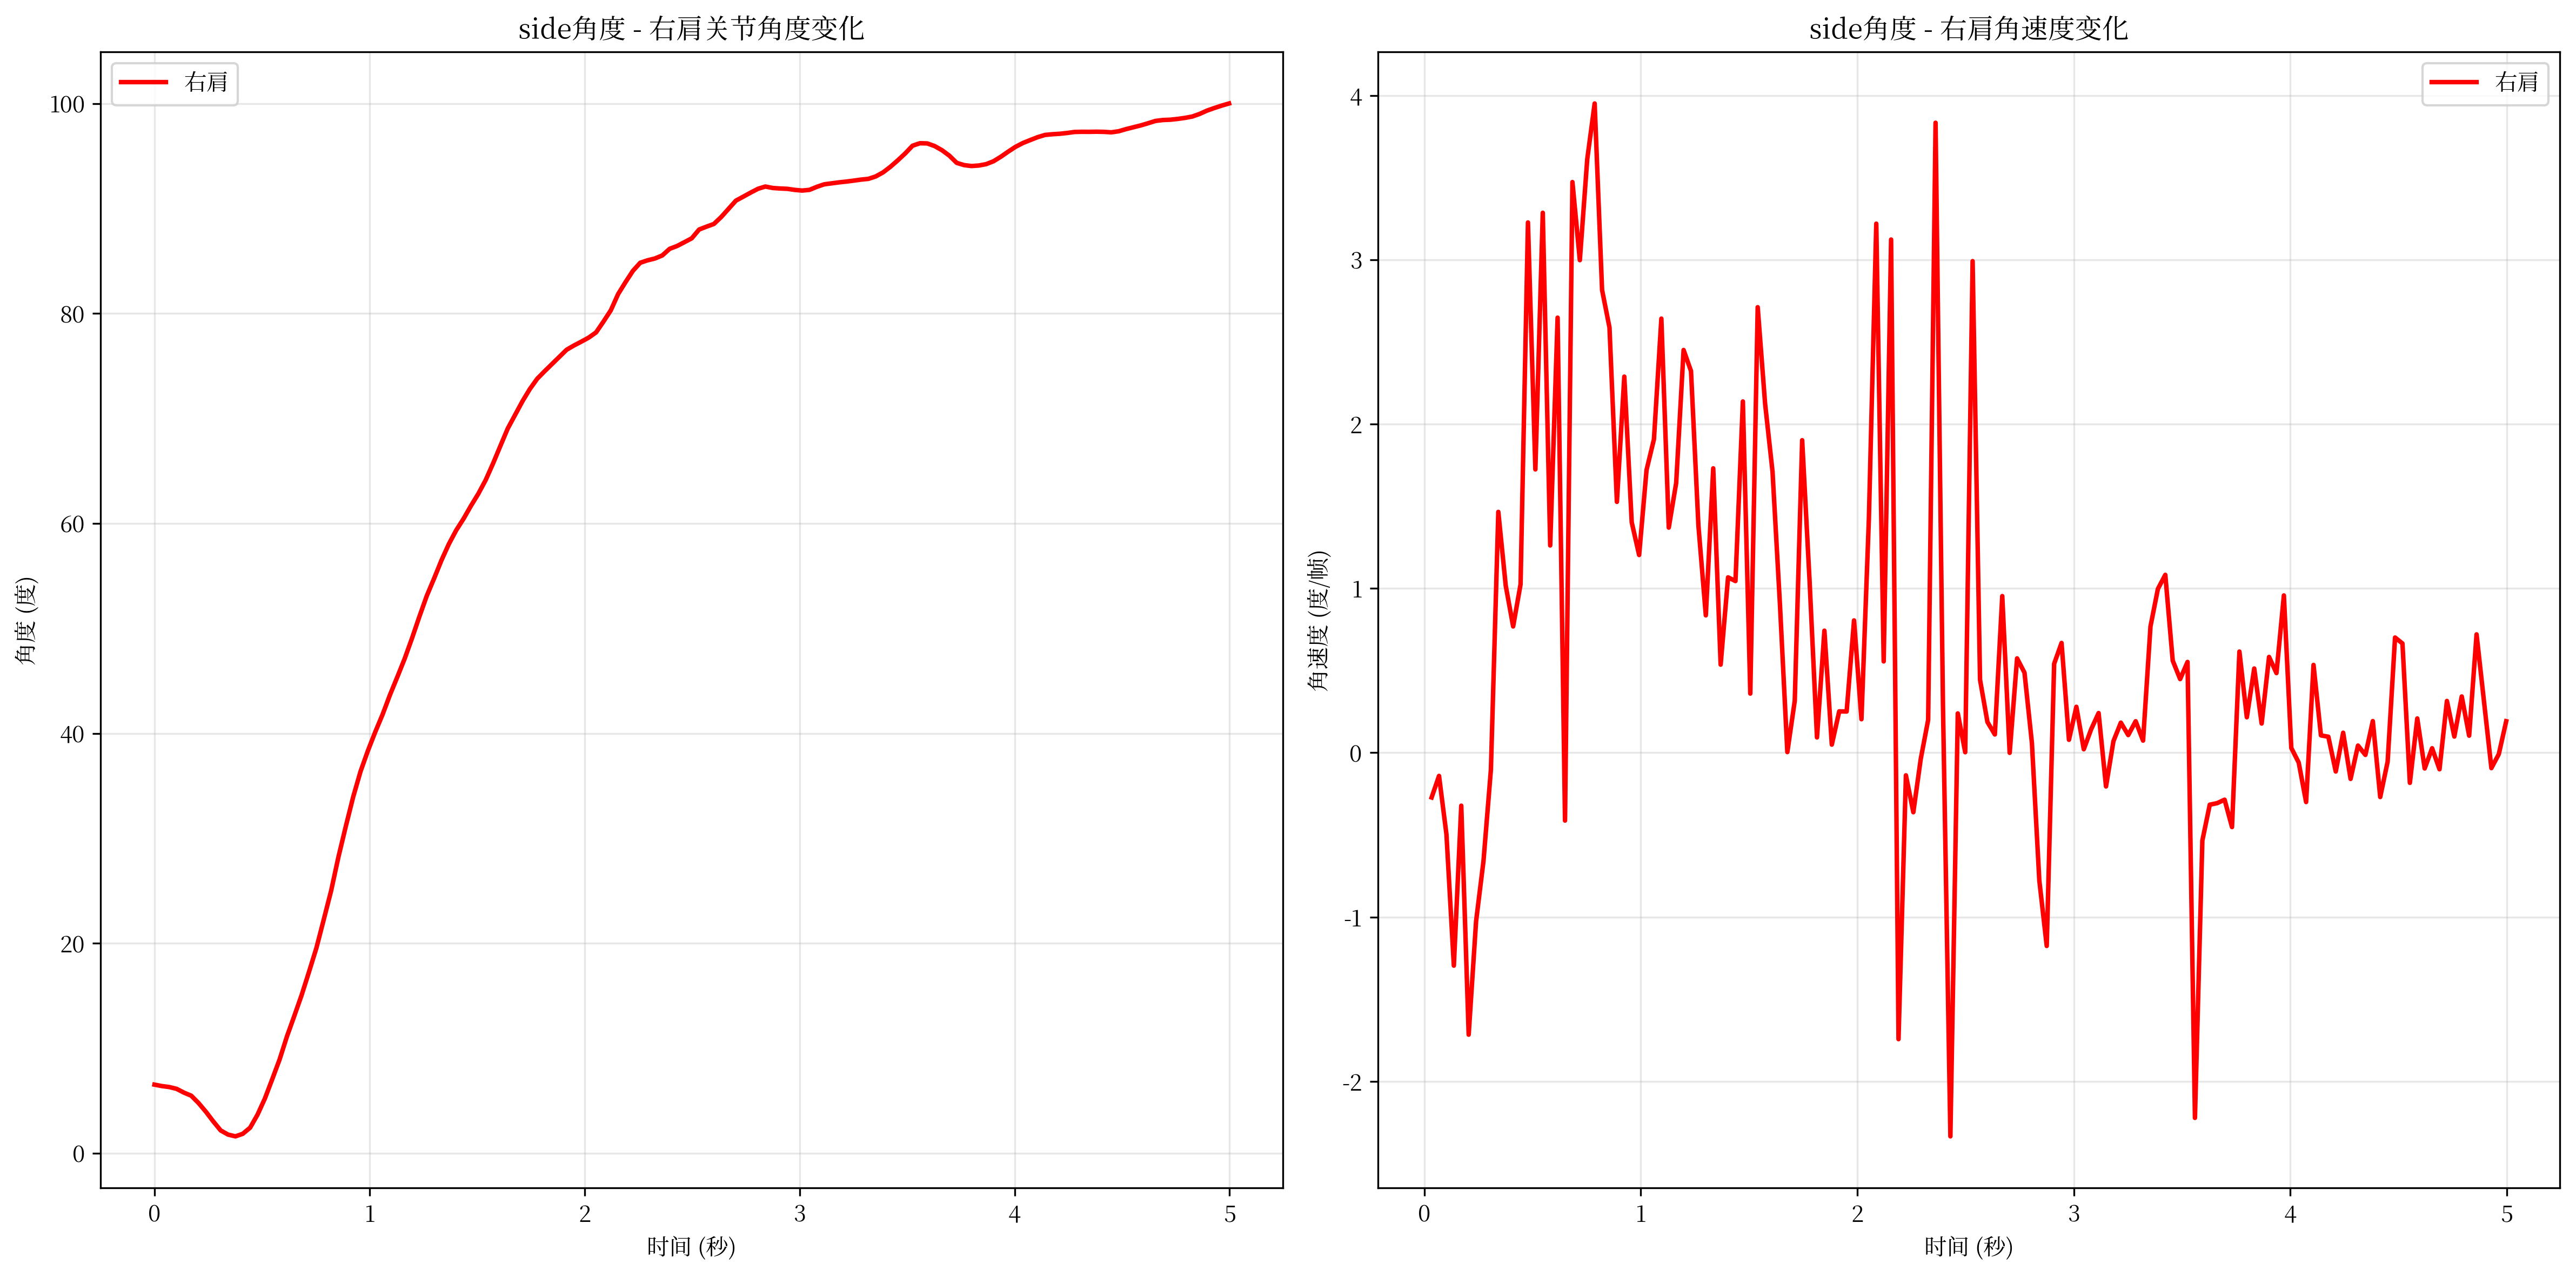 side角度 - 右肩关节角度变化
右肩
100
80
60
40
20
0
角度 (度)
0 1 2 3 4 5
时间 (秒)
side角度 - 右肩角速度变化
右肩
4
3
2
1
0
-1
-2
角速度 (度/帧)
0 1 2 3 4 5
时间 (秒)